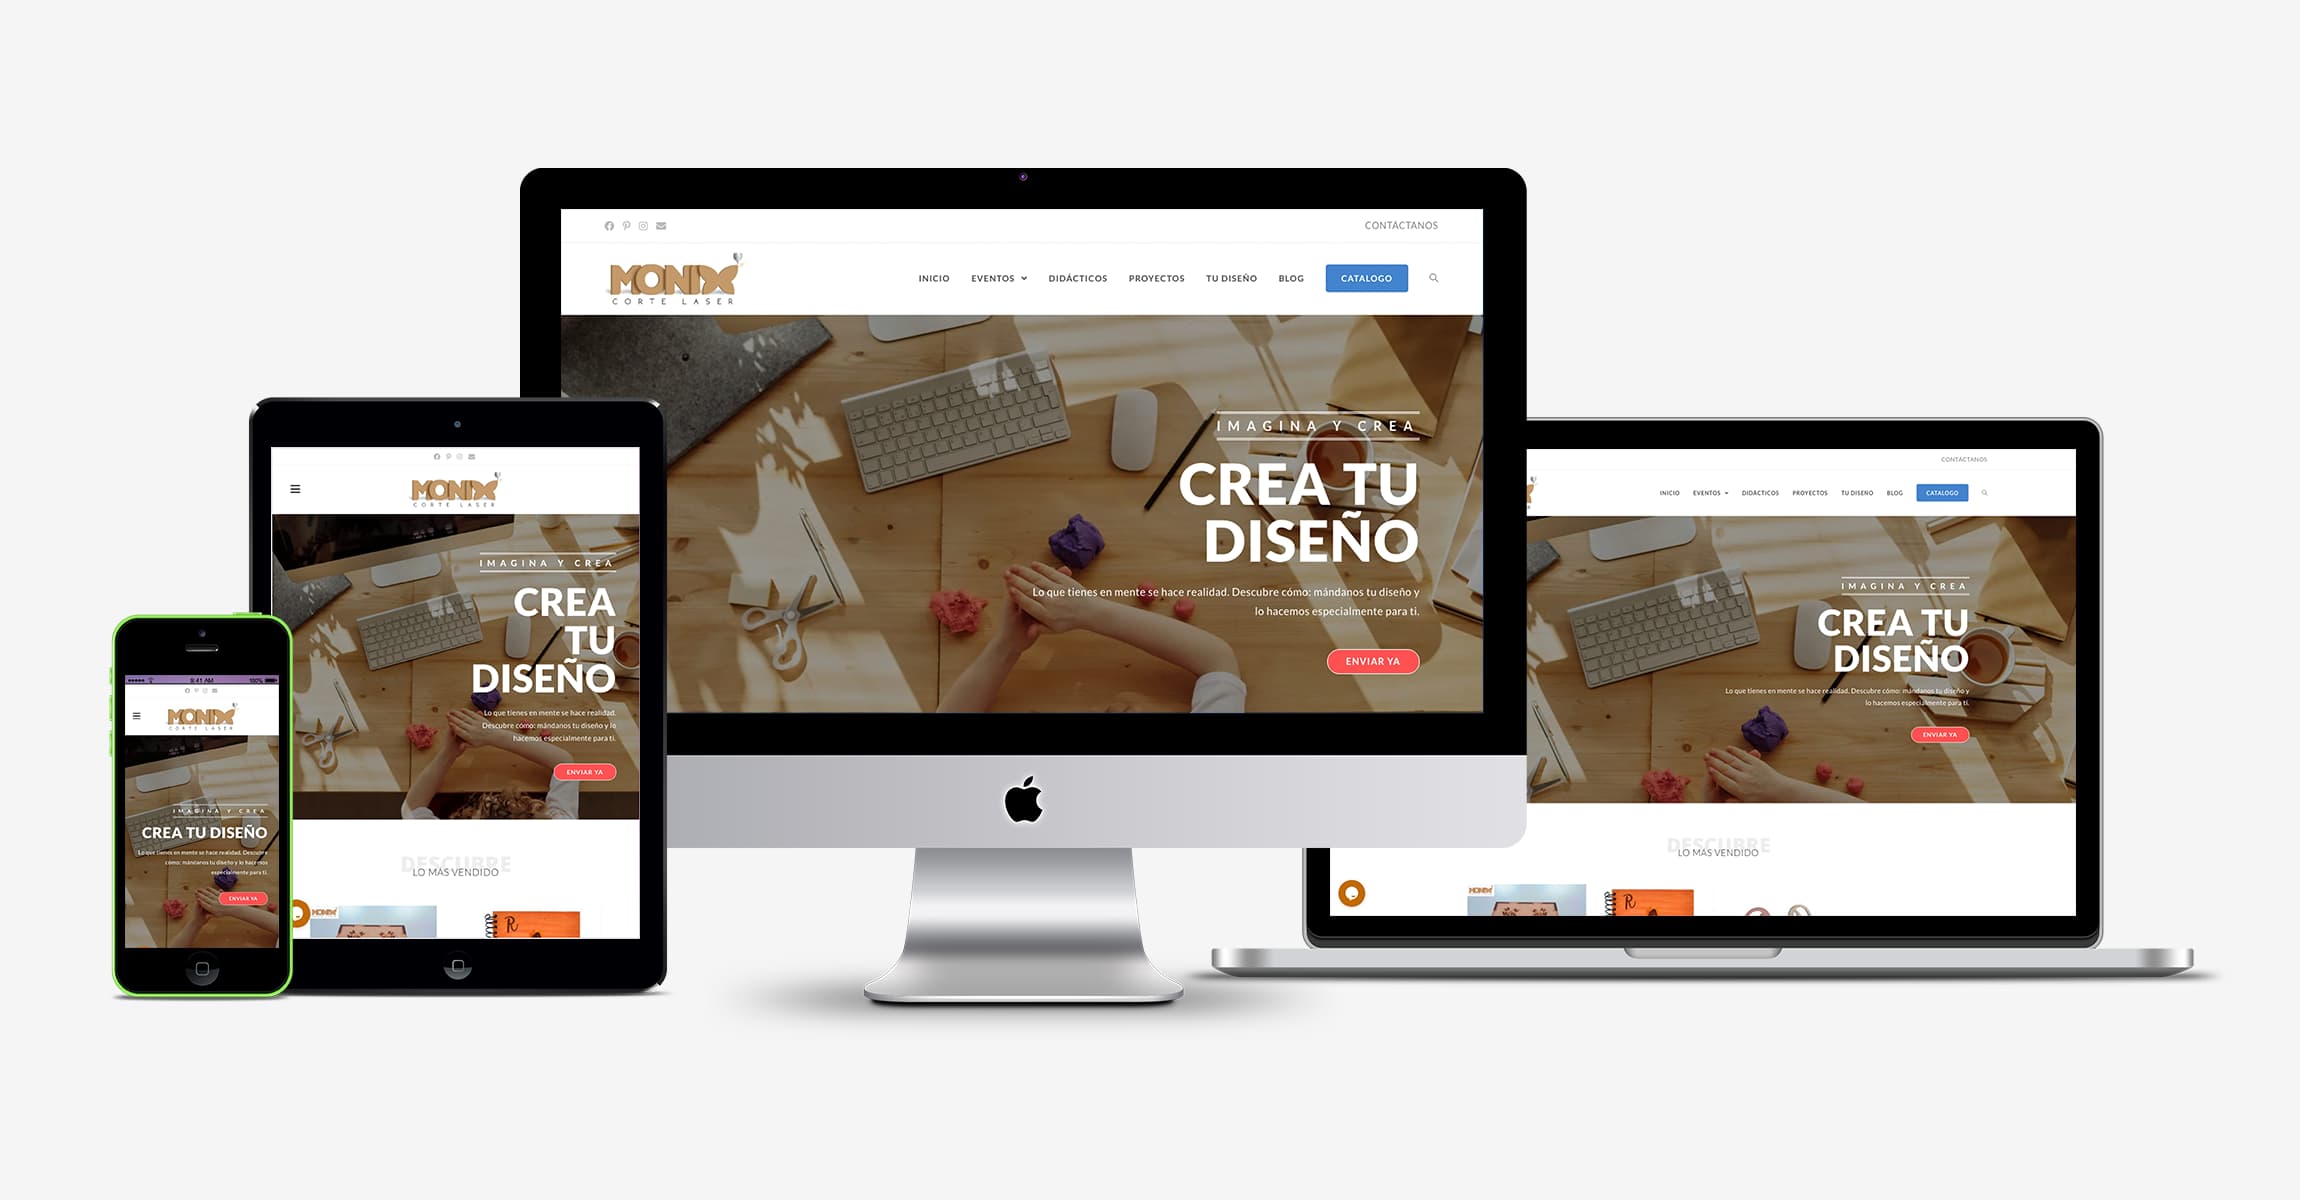 CONTÁCTANOS
MONIX
CORTE LASER
INICIO EVENTOS DIDÁCTICOS PROYECTOS TU DISEÑO BLOG CATALOGO
IMAGINA Y CREA
CREA TU
DISEÑO
Lo que tienes en mente se hace realidad. Descubre cómo: mándanos tu diseño y
lo hacemos especialmente para ti.
ENVIAR YA
MONIX
CORTE LASER
IMAGINA Y CREA
CREA
TU
DISEÑO
Lo que tienes en mente se hace realidad.
Descubre cómo: mándanos tu diseño y lo
hacemos especialmente para ti.
ENVIAR YA
DESCUBRE
LO MAS VENDIDO
MONIX
R
9:41 AM 100%
MONIX
CORTE LASER
IMAGINA Y CREA
CREA TU DISEÑO
Lo que tienes en mente se hace realidad. Descubre
cómo: mándanos tu diseño y lo hacemos
especialmente para ti.
ENVIAR YA
CONTÁCTANOS
INICIO EVENTOS DIDÁCTICOS PROYECTOS TU DISEÑO BLOG CATALOGO
IMAGINA Y CREA
CREA TU
DISEÑO
Lo que tienes en mente se hace realidad. Descubre cómo: mándanos tu diseño y
lo hacemos especialmente para ti.
ENVIAR YA
DESCUBRE
LO MAS VENDIDO
MONIX
R